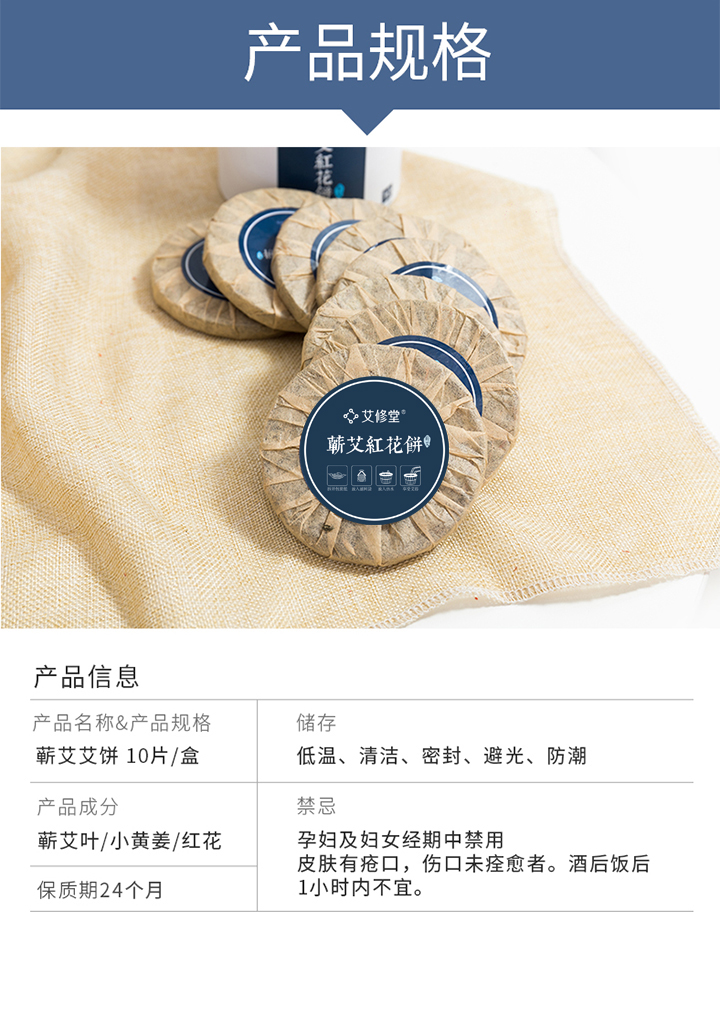 产品规格
艾紅花餅
艾修堂®
蕲艾紅花餅
产品信息
产品名称&产品规格
蕲艾艾饼 10片/盒
储存
低温、清洁、密封、避光、防潮
产品成分
蕲艾叶/小黄姜/红花
保质期24个月
禁忌
孕妇及妇女经期中禁用
皮肤有疮口，伤口未痊愈者。酒后饭后
1小时内不宜。